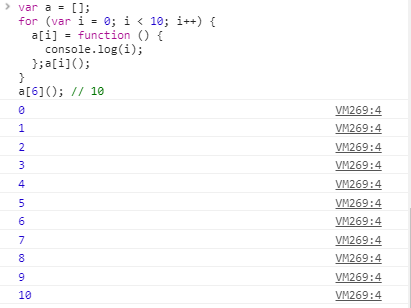 > var a = [];
for (var i = 0; i < 10; i++) {
  a[i] = function () {
    console.log(i);
  };a[i]();
}
a[6](); // 10
0 VM269:4
1 VM269:4
2 VM269:4
3 VM269:4
4 VM269:4
5 VM269:4
6 VM269:4
7 VM269:4
8 VM269:4
9 VM269:4
10 VM269:4